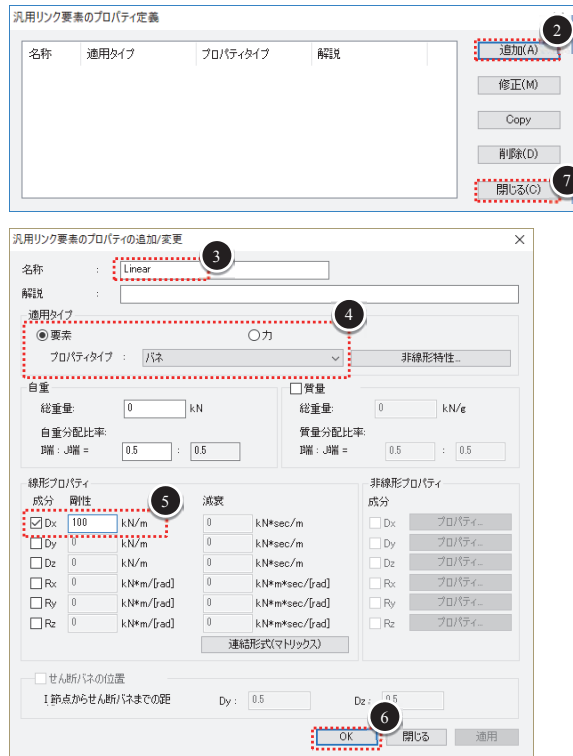 汎用リンク要素のプロパティ定義
2
名称 適用タイプ プロパティタイプ 解説
追加(A)
修正(M)
Copy
削除(D)
7
閉じる(C)
汎用リンク要素のプロパティの追加/変更
3
名称 : Linear
解説 :
適用タイプ
4
要素 力
プロパティタイプ : バネ 非線形特性...
自重 質量
総重量: 0 kN 総重量: 0 kN/g
自重分配比率: 質量分配比率:
I端 : J端 = 0.5 : 0.5 I端 : J端 = 0.5 : 0.5
線形プロパティ 非線形プロパティ
5
成分 剛性 減衰 成分
Dx 100 kN/m 0 kN*sec/m Dx プロパティ...
Dy 0 kN/m 0 kN*sec/m Dy プロパティ...
Dz 0 kN/m 0 kN*sec/m Dz プロパティ...
Rx 0 kN*m/[rad] 0 kN*m*sec/[rad] Rx プロパティ...
Ry 0 kN*m/[rad] 0 kN*m*sec/[rad] Ry プロパティ...
Rz 0 kN*m/[rad] 0 kN*m*sec/[rad] Rz プロパティ...
連結形式(マトリックス)
せん断バネの位置
I 節点からせん断バネまでの距 Dy : 0.5 Dz : 0.5
6
OK 閉じる 適用